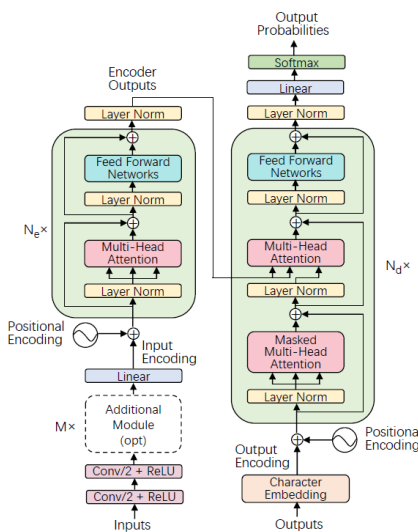 Output
Probabilities
Softmax
Linear
Layer Norm
Feed Forward
Networks
Layer Norm
Multi-Head
Attention
Layer Norm
Masked
Multi-Head
Attention
Layer Norm
N_d×
Positional
Encoding
Output
Encoding
Character
Embedding
Outputs
Encoder
Outputs
Layer Norm
Feed Forward
Networks
Layer Norm
Multi-Head
Attention
Layer Norm
N_e×
Positional
Encoding
Input
Encoding
Linear
Additional
Module
(opt)
M×
Conv/2 + ReLU
Conv/2 + ReLU
Inputs